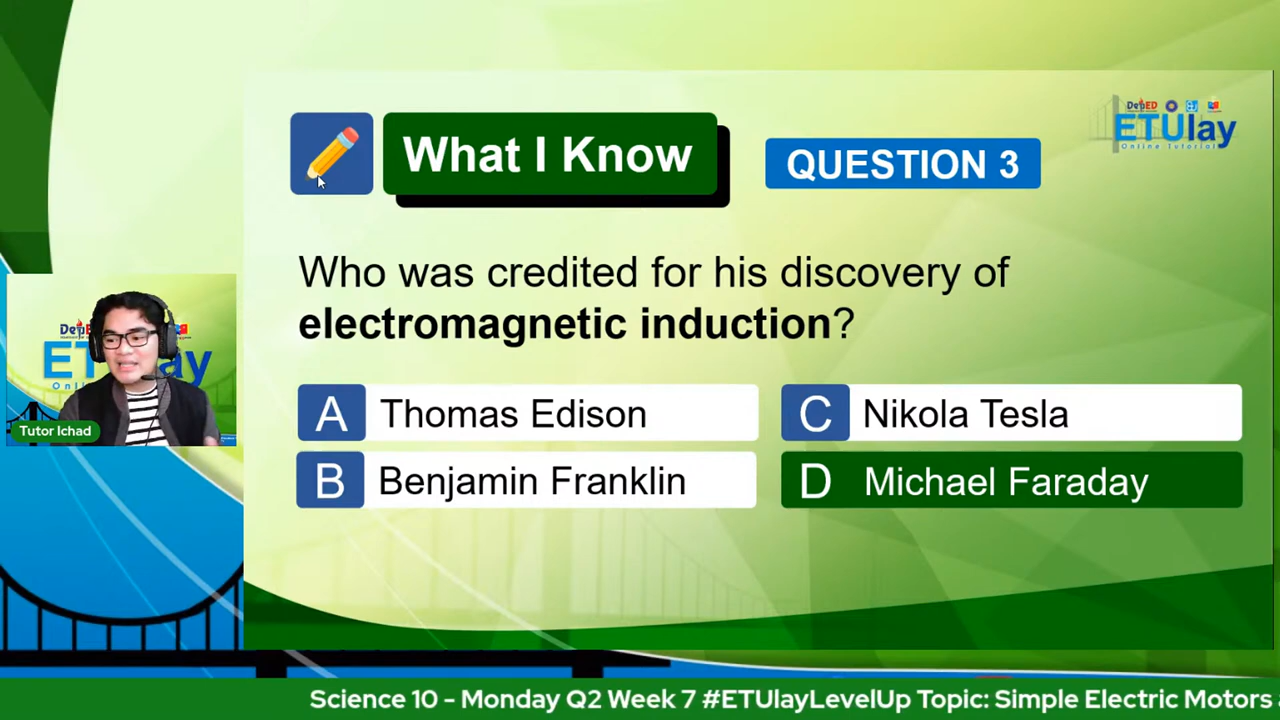 What I Know
QUESTION 3
DepED
ETUlay
Online Tutorial
Who was credited for his discovery of
electromagnetic induction?
A Thomas Edison
C Nikola Tesla
B Benjamin Franklin
D Michael Faraday
Tutor Ichad
Science 10 - Monday Q2 Week 7 #ETUlayLevelUp Topic: Simple Electric Motors